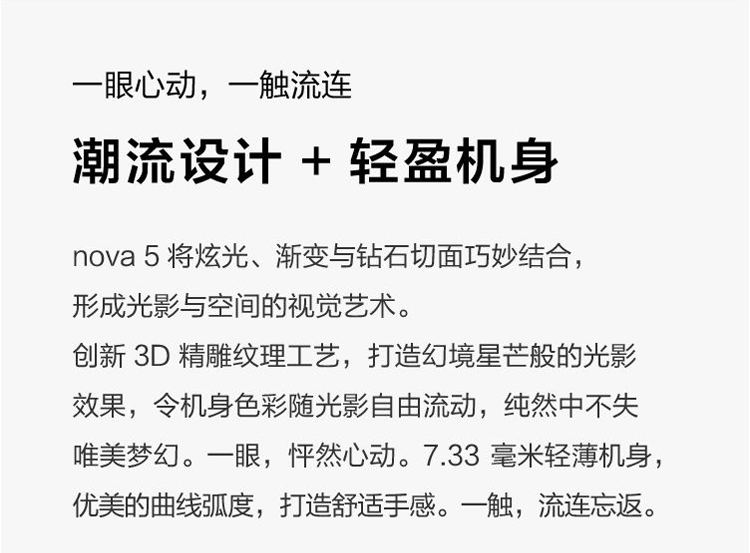 一眼心动，一触流连
潮流设计 + 轻盈机身
nova 5 将炫光、渐变与钻石切面巧妙结合，
形成光影与空间的视觉艺术。
创新 3D 精雕纹理工艺，打造幻境星芒般的光影
效果，令机身色彩随光影自由流动，纯然中不失
唯美梦幻。一眼，怦然心动。7.33 毫米轻薄机身，
优美的曲线弧度，打造舒适手感。一触，流连忘返。